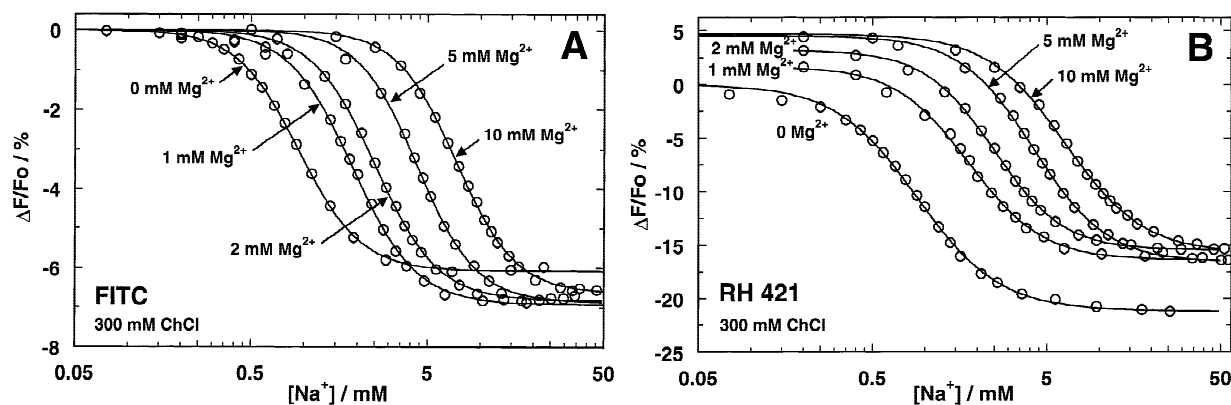 A
0
-2
-4
-6
-8
ΔF/Fo / %
0 mM Mg²⁺
1 mM Mg²⁺
2 mM Mg²⁺
5 mM Mg²⁺
10 mM Mg²⁺
FITC
300 mM ChCl
0.05
0.5
5
50
[Na⁺] / mM
B
5
0
-5
-10
-15
-20
-25
ΔF/Fo / %
2 mM Mg²⁺
1 mM Mg²⁺
0 Mg²⁺
5 mM Mg²⁺
10 mM Mg²⁺
RH 421
300 mM ChCl
0.05
0.5
5
50
[Na⁺] / mM